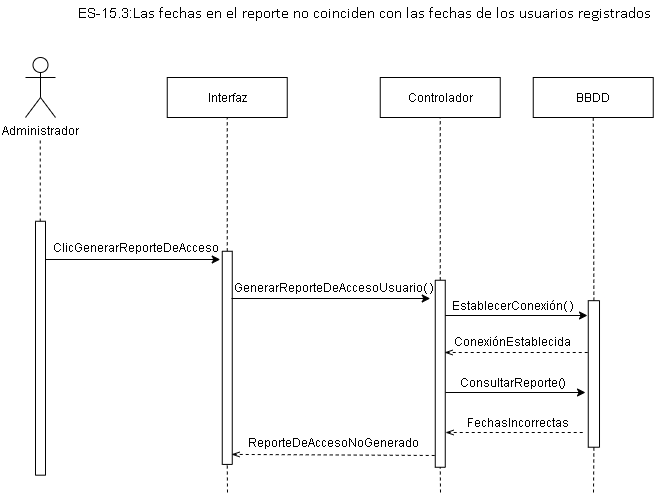 ES-15.3:Las fechas en el reporte no coinciden con las fechas de los usuarios registrados
Administrador
Interfaz
Controlador
BBDD
ClicGenerarReporteDeAcceso
GenerarReporteDeAccesoUsuario()
EstablecerConexión()
ConexiónEstablecida
ConsultarReporte()
FechasIncorrectas
ReporteDeAccesoNoGenerado